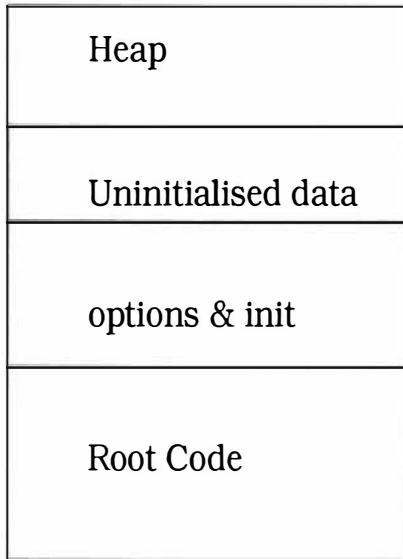 Heap
Uninitialised data
options & init
Root Code